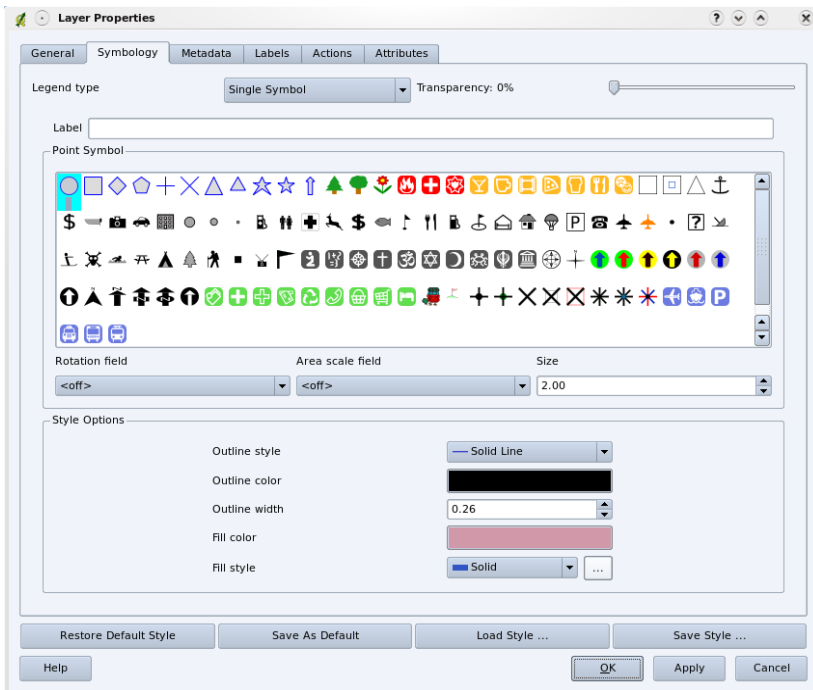 Layer Properties
General Symbology Metadata Labels Actions Attributes
Legend type Single Symbol Transparency: 0%
Label
Point Symbol
Rotation field Area scale field Size
<off> <off> 2.00
Style Options
Outline style Solid Line
Outline color
Outline width 0.26
Fill color
Fill style Solid ...
Restore Default Style Save As Default Load Style ... Save Style ...
Help OK Apply Cancel